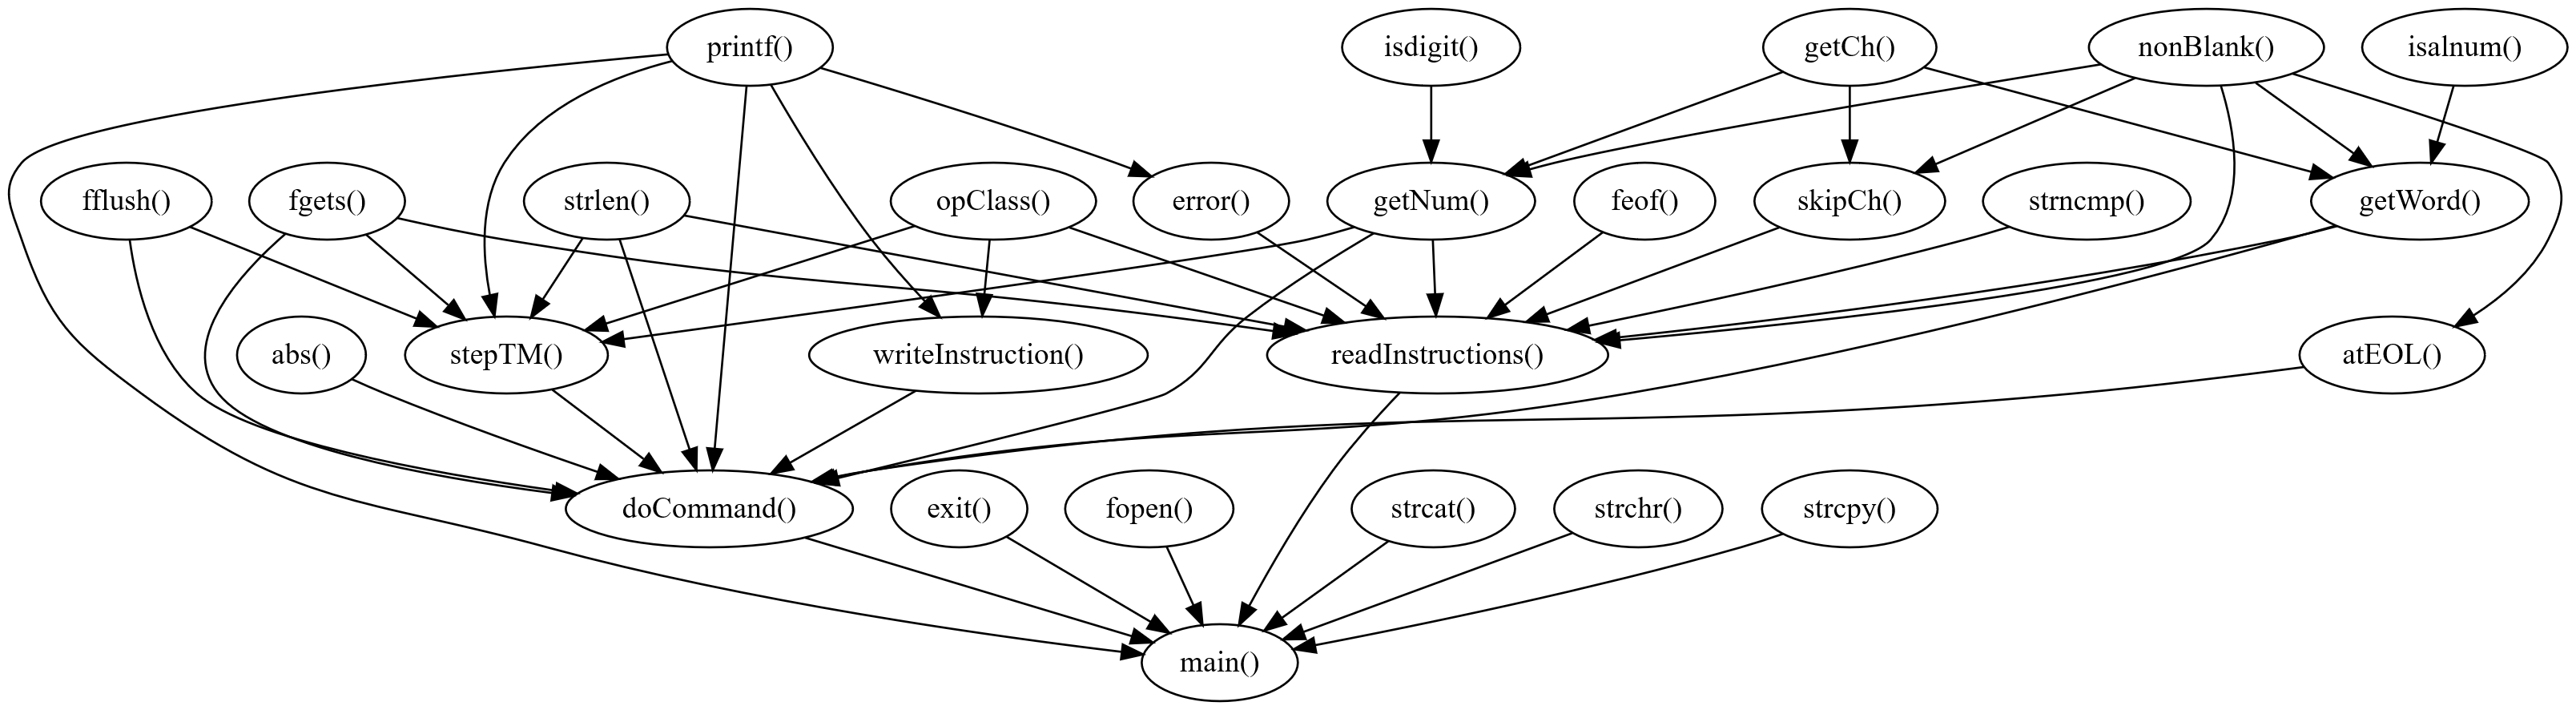 printf()
isdigit()
getCh()
nonBlank()
isalnum()
fflush()
fgets()
strlen()
opClass()
error()
getNum()
feof()
skipCh()
strncmp()
getWord()
abs()
stepTM()
writeInstruction()
readInstructions()
atEOL()
doCommand()
exit()
fopen()
strcat()
strchr()
strcpy()
main()